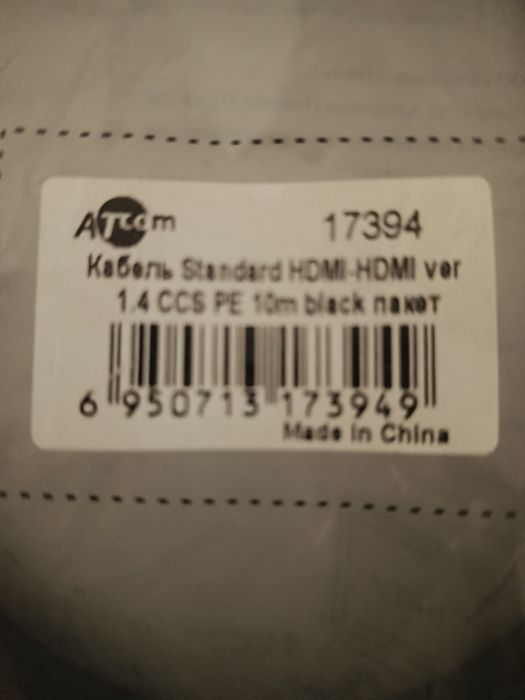 ATcom
17394
Кабель Standard HDMI-HDMI ver
1.4 CCS PE 10m black пакет
6 950713 173949
Made in China